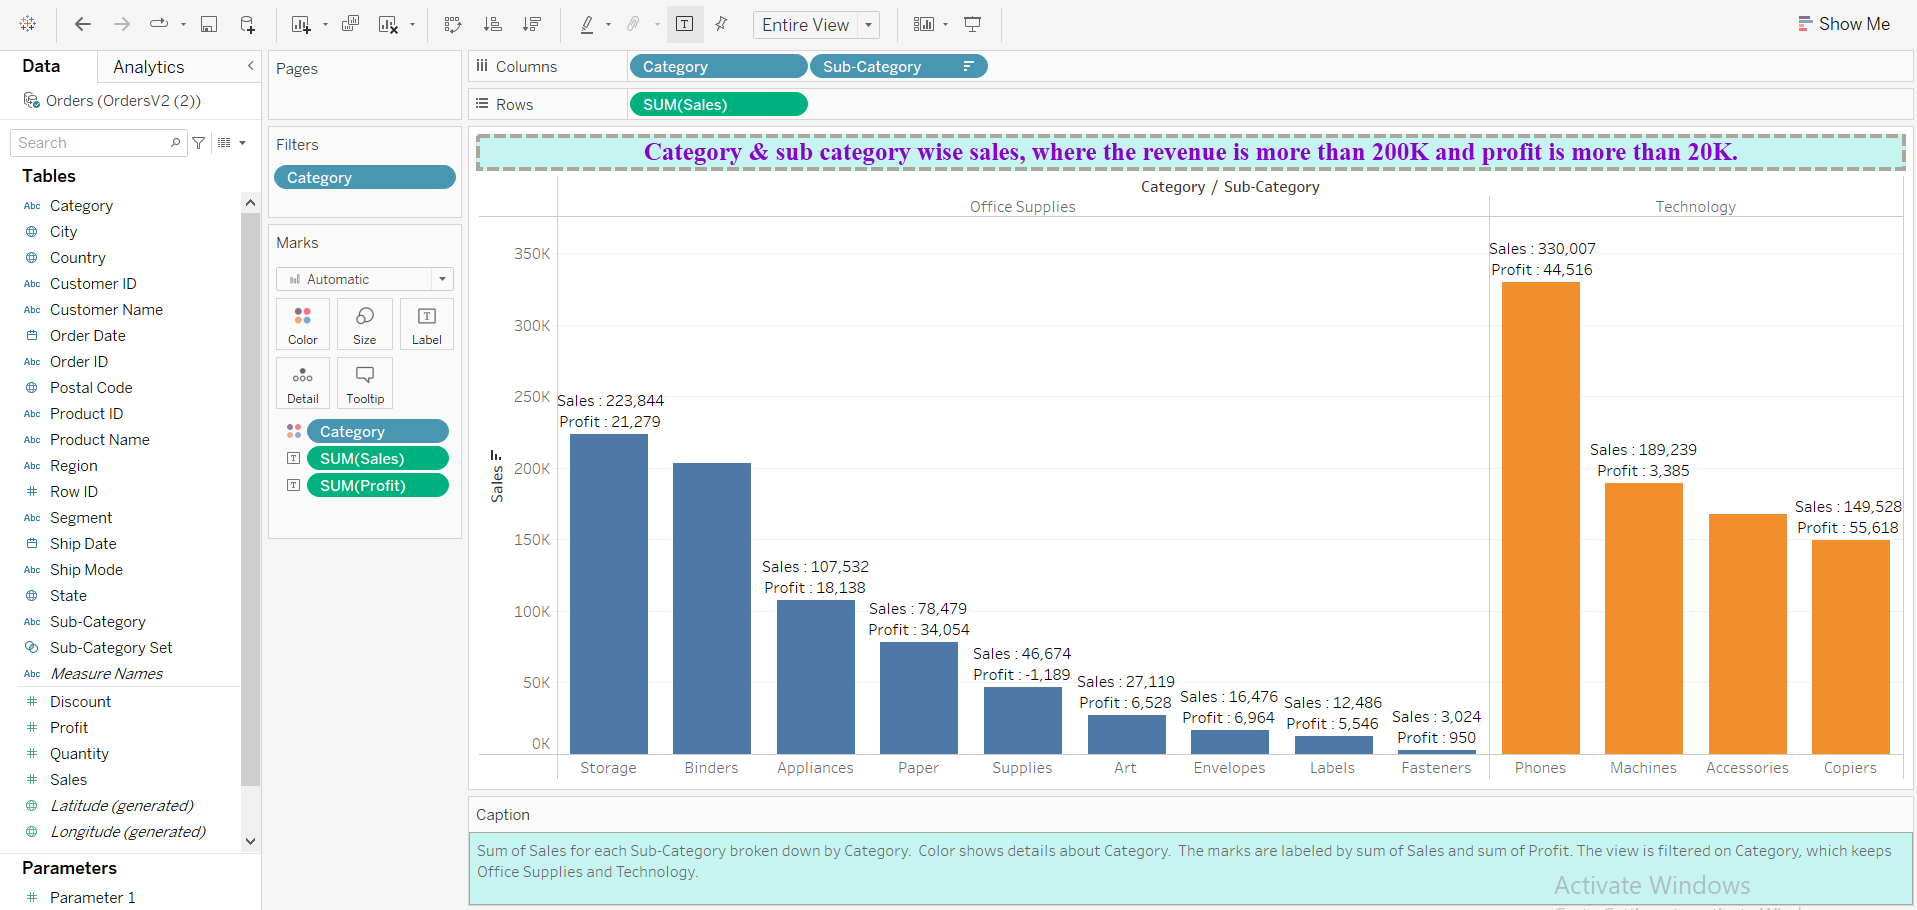 Entire View
Show Me
Data
Analytics
Orders (OrdersV2 (2))
Search
Tables
Abc Category
City
Country
Abc Customer ID
Abc Customer Name
Order Date
Abc Order ID
Postal Code
Abc Product ID
Abc Product Name
Abc Region
# Row ID
Abc Segment
Ship Date
Abc Ship Mode
State
Abc Sub-Category
Sub-Category Set
Abc Measure Names
# Discount
# Profit
# Quantity
# Sales
Latitude (generated)
Longitude (generated)
Parameters
# Parameter 1
Pages
Filters
Category
Marks
Automatic
Color Size Label
Detail Tooltip
Category
SUM(Sales)
SUM(Profit)
Columns Category Sub-Category
Rows SUM(Sales)
Category & sub category wise sales, where the revenue is more than 200K and profit is more than 20K.
Category / Sub-Category
Office Supplies Technology
Sales
350K
300K
250K
200K
150K
100K
50K
0K
Sales : 223,844
Profit : 21,279
Sales : 107,532
Profit : 18,138
Sales : 78,479
Profit : 34,054
Sales : 46,674
Profit : -1,189
Sales : 27,119
Profit : 6,528
Sales : 16,476
Profit : 6,964
Sales : 12,486
Profit : 5,546
Sales : 3,024
Profit : 950
Sales : 330,007
Profit : 44,516
Sales : 189,239
Profit : 3,385
Sales : 149,528
Profit : 55,618
Storage Binders Appliances Paper Supplies Art Envelopes Labels Fasteners Phones Machines Accessories Copiers
Caption
Sum of Sales for each Sub-Category broken down by Category.  Color shows details about Category.  The marks are labeled by sum of Sales and sum of Profit. The view is filtered on Category, which keeps
Office Supplies and Technology.
Activate Windows